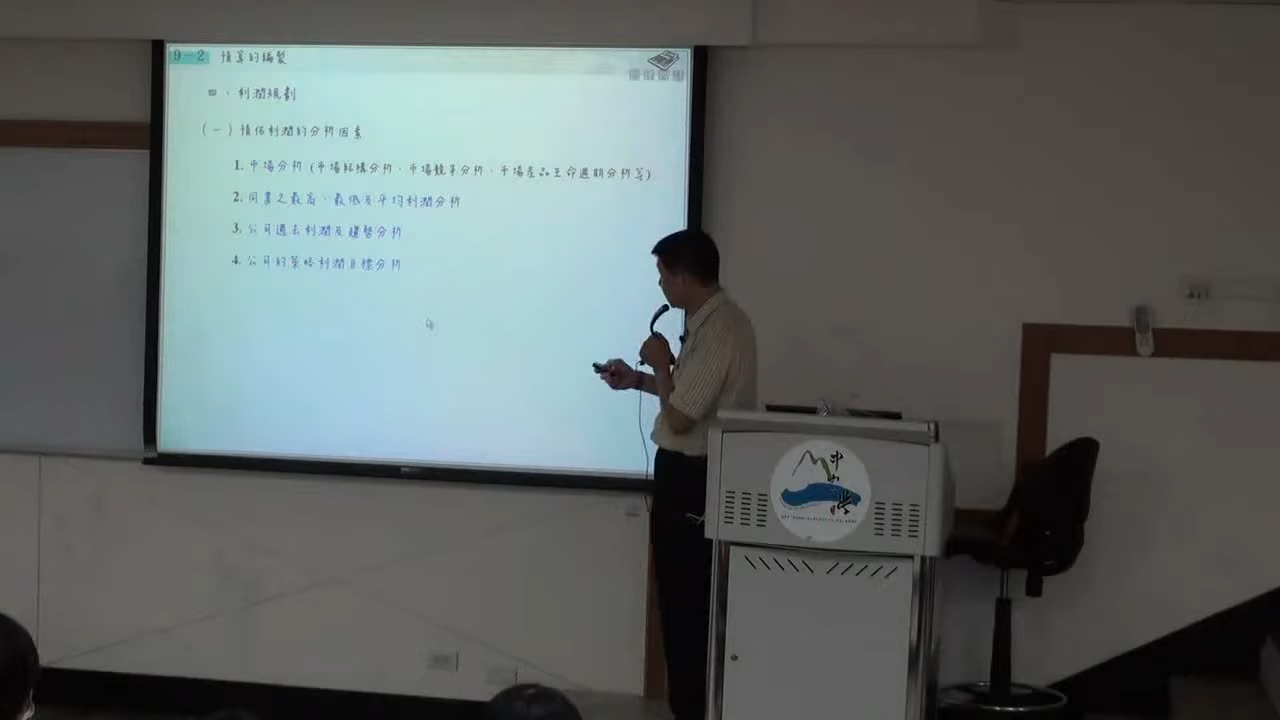 9-2 預算的編製
四、利潤規劃
(一)預估利潤的分析因素
1. 市場分析(市場結構分析、市場競爭分析、市場產品生命週期分析等)
2. 同業之最高、最低及平均利潤分析
3. 公司過去利潤及趨勢分析
4. 公司的策略利潤目標分析
中山學